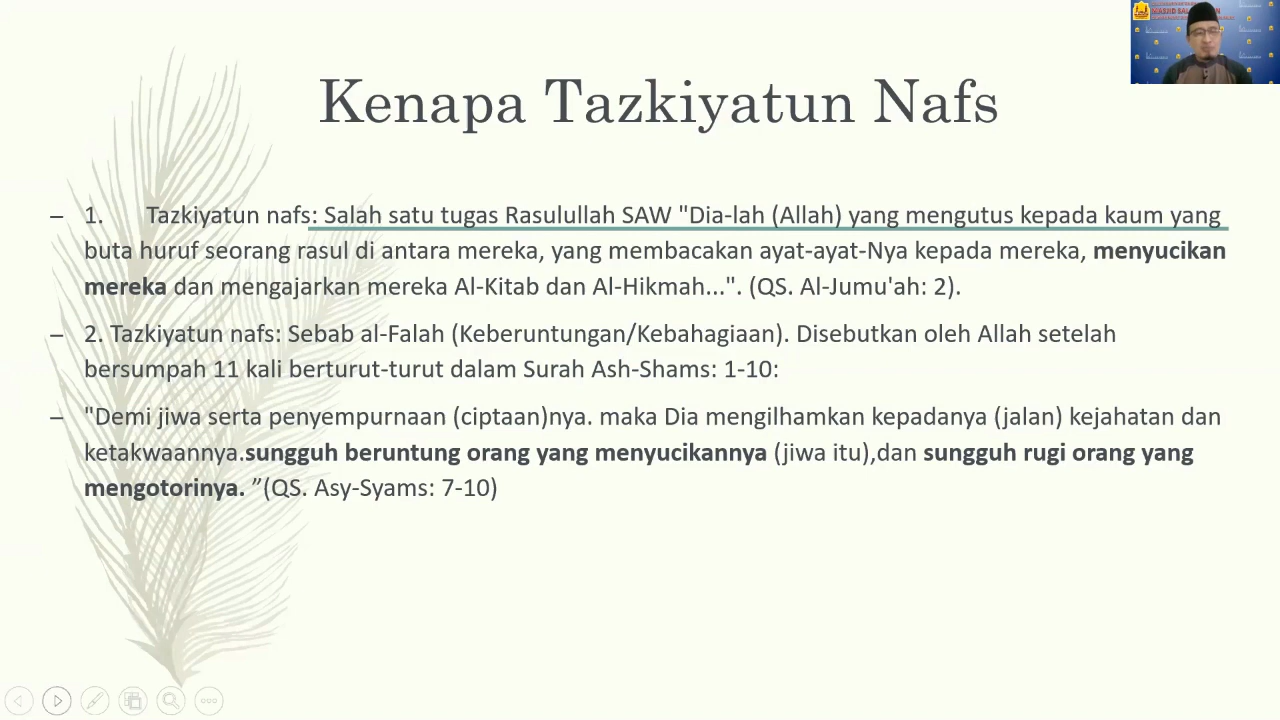 Kenapa Tazkiyatun Nafs
– 1. Tazkiyatun nafs: Salah satu tugas Rasulullah SAW "Dia-lah (Allah) yang mengutus kepada kaum yang
buta huruf seorang rasul di antara mereka, yang membacakan ayat-ayat-Nya kepada mereka, menyucikan
mereka dan mengajarkan mereka Al-Kitab dan Al-Hikmah...". (QS. Al-Jumu'ah: 2).
– 2. Tazkiyatun nafs: Sebab al-Falah (Keberuntungan/Kebahagiaan). Disebutkan oleh Allah setelah
bersumpah 11 kali berturut-turut dalam Surah Ash-Shams: 1-10:
– "Demi jiwa serta penyempurnaan (ciptaan)nya. maka Dia mengilhamkan kepadanya (jalan) kejahatan dan
ketakwaannya.sungguh beruntung orang yang menyucikannya (jiwa itu),dan sungguh rugi orang yang
mengotorinya. ”(QS. Asy-Syams: 7-10)